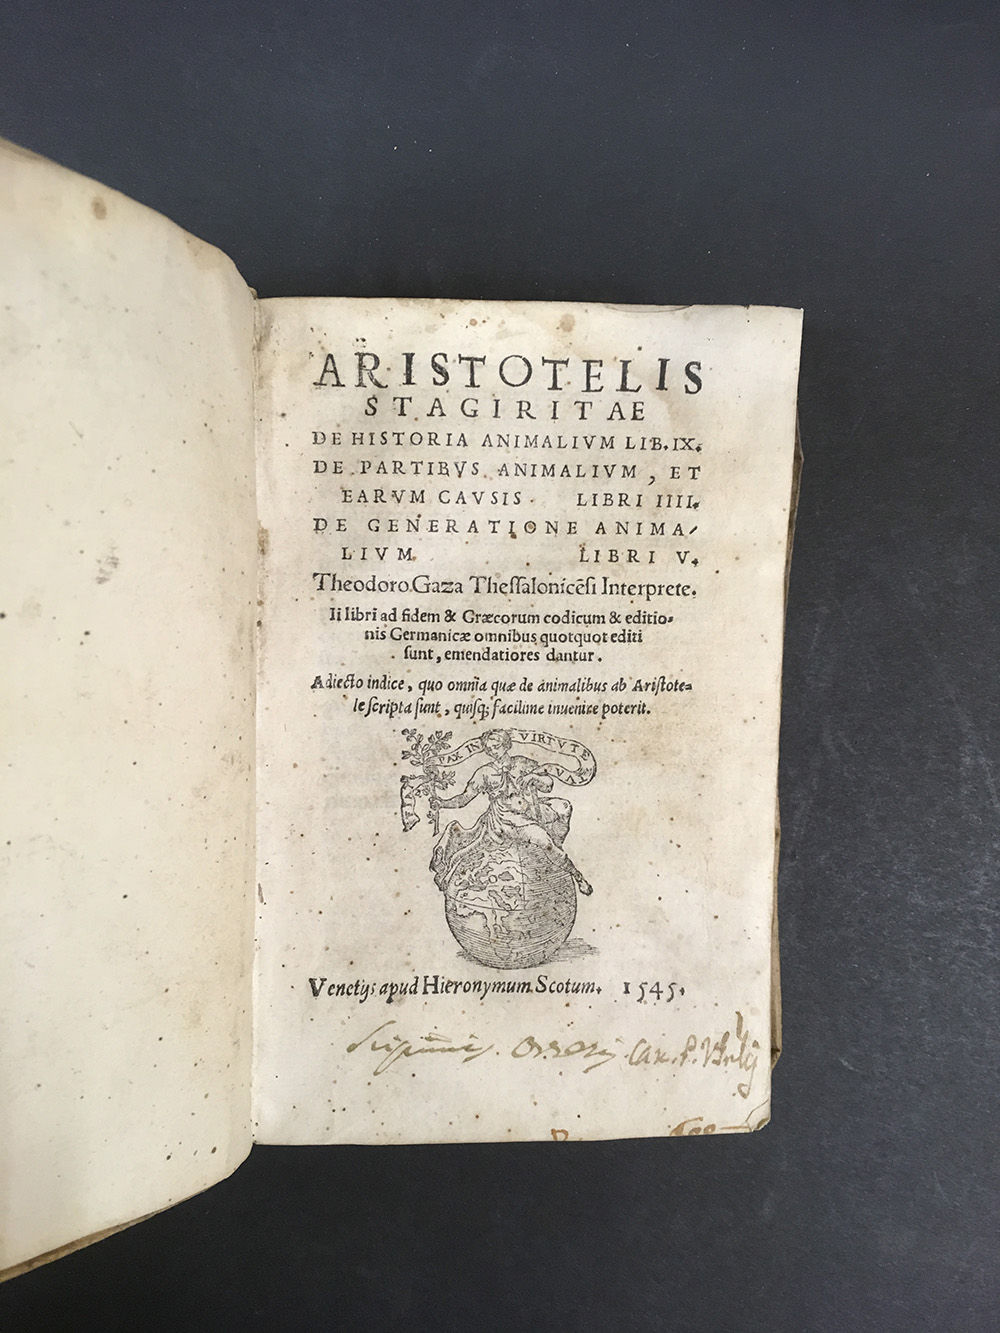 ARISTOTELIS
STAGIRITAE
DE HISTORIA ANIMALIVM LIB. IX.
DE PARTIBVS ANIMALIVM, ET
EARVM CAVSIS. LIBRI IIII.
DE GENERATIONE ANIMA/
LIVM LIBRI V.
Theodoro Gaza Thessalonicẽsi Interprete.
Ii libri ad fidem & Græcorum codicum & editio-
nis Germanicæ omnibus quotquot editi
sunt, emendatiores dantur.
Adiecto indice, quo omnia quæ de animalibus ab Aristote-
le scripta sunt, quisq; facilime inuenire poterit.
FIAT PAX IN VIRTVTE TVA
Venetijs apud Hieronymum Scotum. 1545.